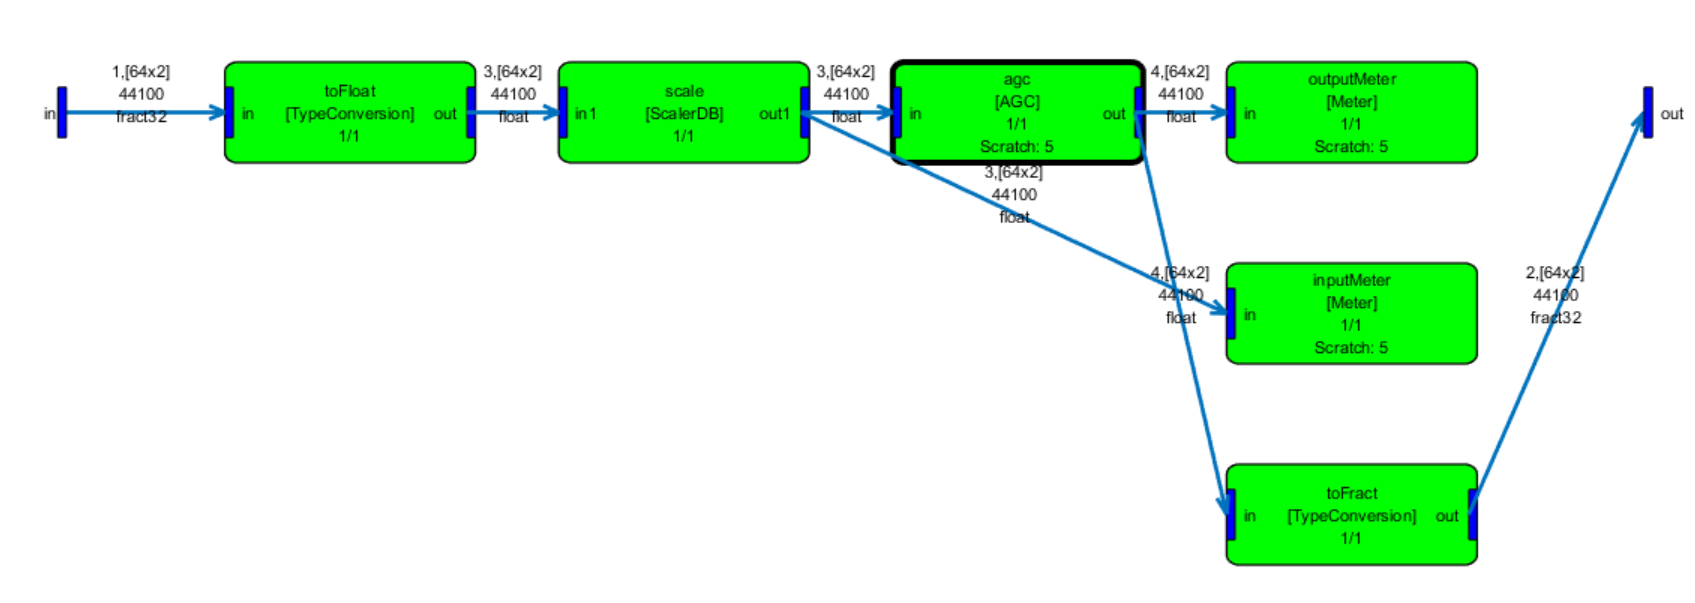 in
1,[64x2]
44100
fract32
in
toFloat
[TypeConversion]
1/1
out
3,[64x2]
44100
float
in1
scale
[ScalerDB]
1/1
out1
3,[64x2]
44100
float
in
agc
[AGC]
1/1
Scratch: 5
out
4,[64x2]
44100
float
in
outputMeter
[Meter]
1/1
Scratch: 5
out
3,[64x2]
44100
float
4,[64x2]
44100
float
in
inputMeter
[Meter]
1/1
Scratch: 5
2,[64x2]
44100
fract32
in
toFract
[TypeConversion]
1/1
out